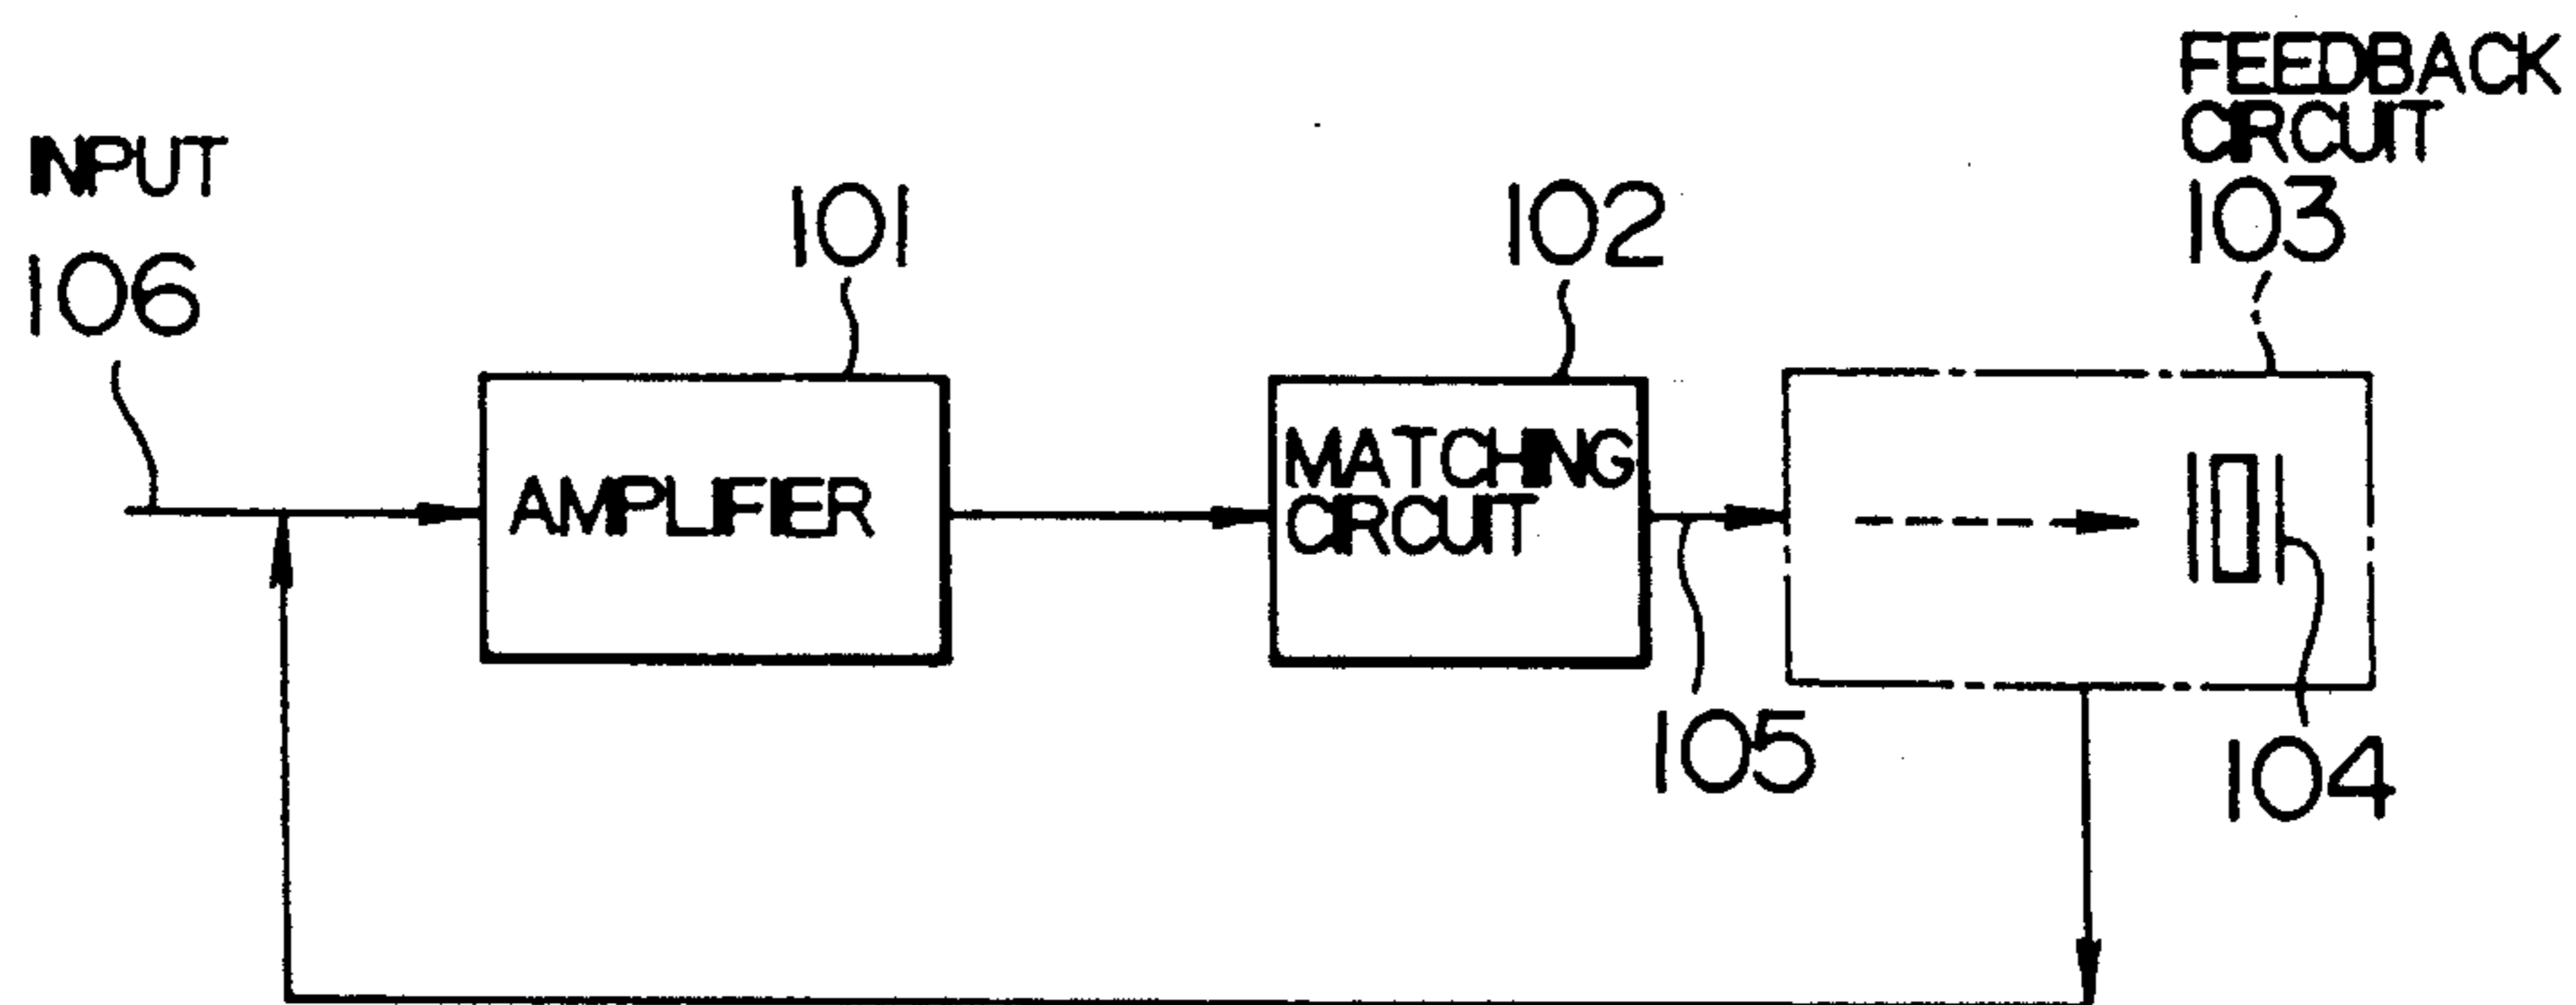 FEEDBACK
CIRCUIT
103
INPUT
106
101
102
AMPLIFIER
MATCHING
CIRCUIT
105
104